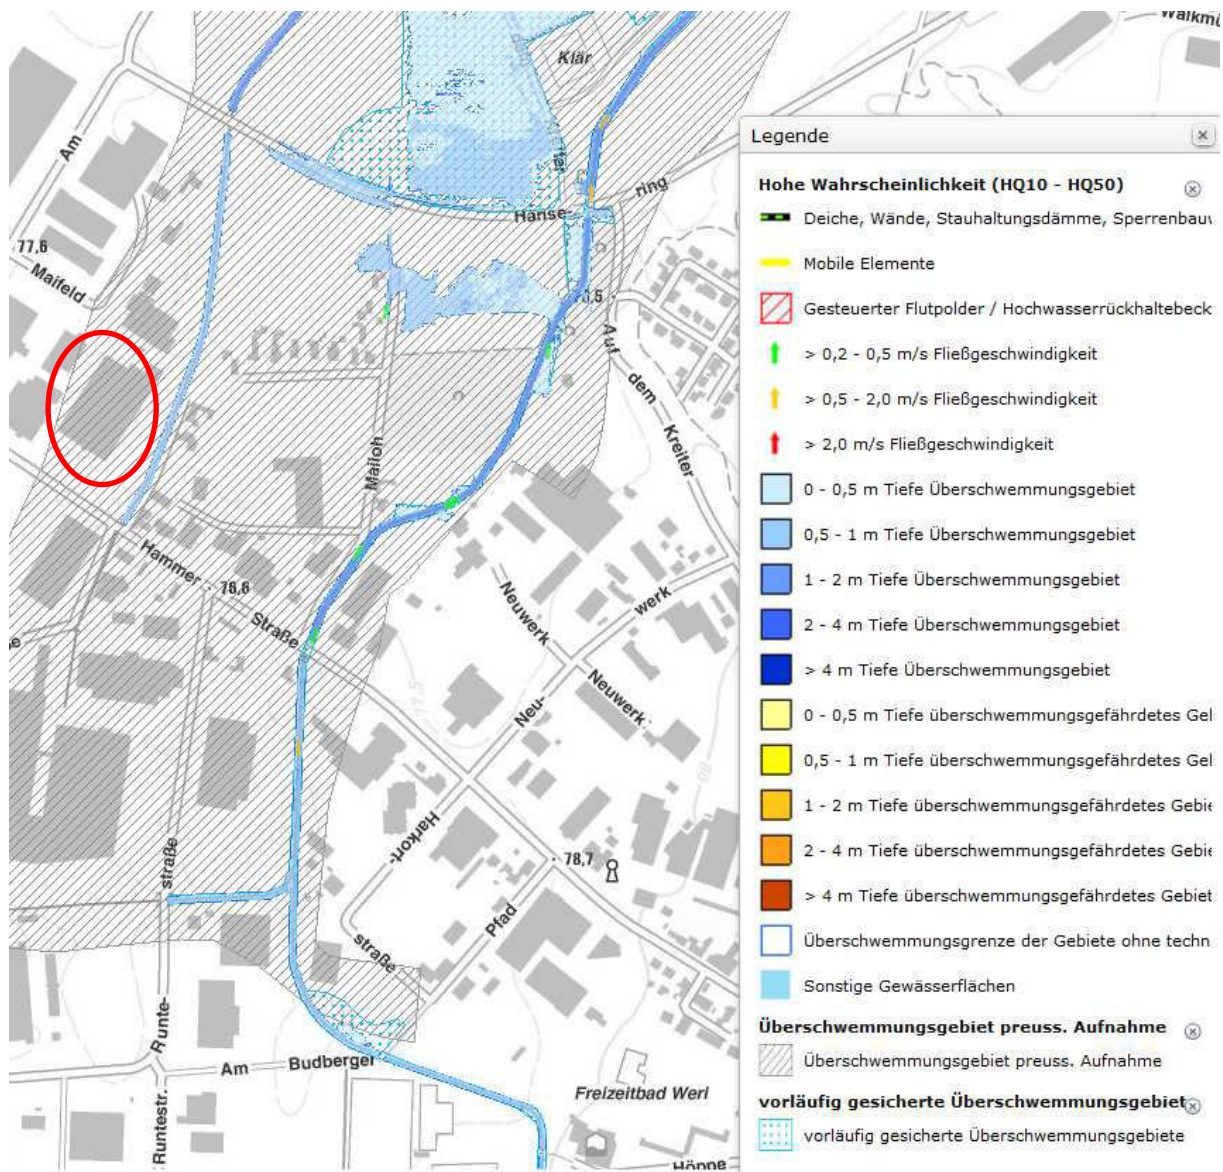 Walkmü
Klär
Am
ring
Hanse-
77,6
Maifeld
Auf
dem
Kreiter
Mailoh
Hammer
76,6
Straße
Neuwerk
werk
Neuwerk
Neu-
77,5
80
Harkort-
78,7
straße
Pfad
straße
Runte-
Am
Budberger
Runtestr.
Freizeitbad Werl
Höppe
Legende
Hohe Wahrscheinlichkeit (HQ10 - HQ50)
Deiche, Wände, Stauhaltungsdämme, Sperrenbauw
Mobile Elemente
Gesteuerter Flutpolder / Hochwasserrückhaltebeck
> 0,2 - 0,5 m/s Fließgeschwindigkeit
> 0,5 - 2,0 m/s Fließgeschwindigkeit
> 2,0 m/s Fließgeschwindigkeit
0 - 0,5 m Tiefe Überschwemmungsgebiet
0,5 - 1 m Tiefe Überschwemmungsgebiet
1 - 2 m Tiefe Überschwemmungsgebiet
2 - 4 m Tiefe Überschwemmungsgebiet
> 4 m Tiefe Überschwemmungsgebiet
0 - 0,5 m Tiefe überschwemmungsgefährdetes Gel
0,5 - 1 m Tiefe überschwemmungsgefährdetes Gel
1 - 2 m Tiefe überschwemmungsgefährdetes Gebie
2 - 4 m Tiefe überschwemmungsgefährdetes Gebie
> 4 m Tiefe überschwemmungsgefährdetes Gebiet
Überschwemmungsgrenze der Gebiete ohne techn
Sonstige Gewässerflächen
Überschwemmungsgebiet preuss. Aufnahme
Überschwemmungsgebiet preuss. Aufnahme
vorläufig gesicherte Überschwemmungsgebiet
vorläufig gesicherte Überschwemmungsgebiete